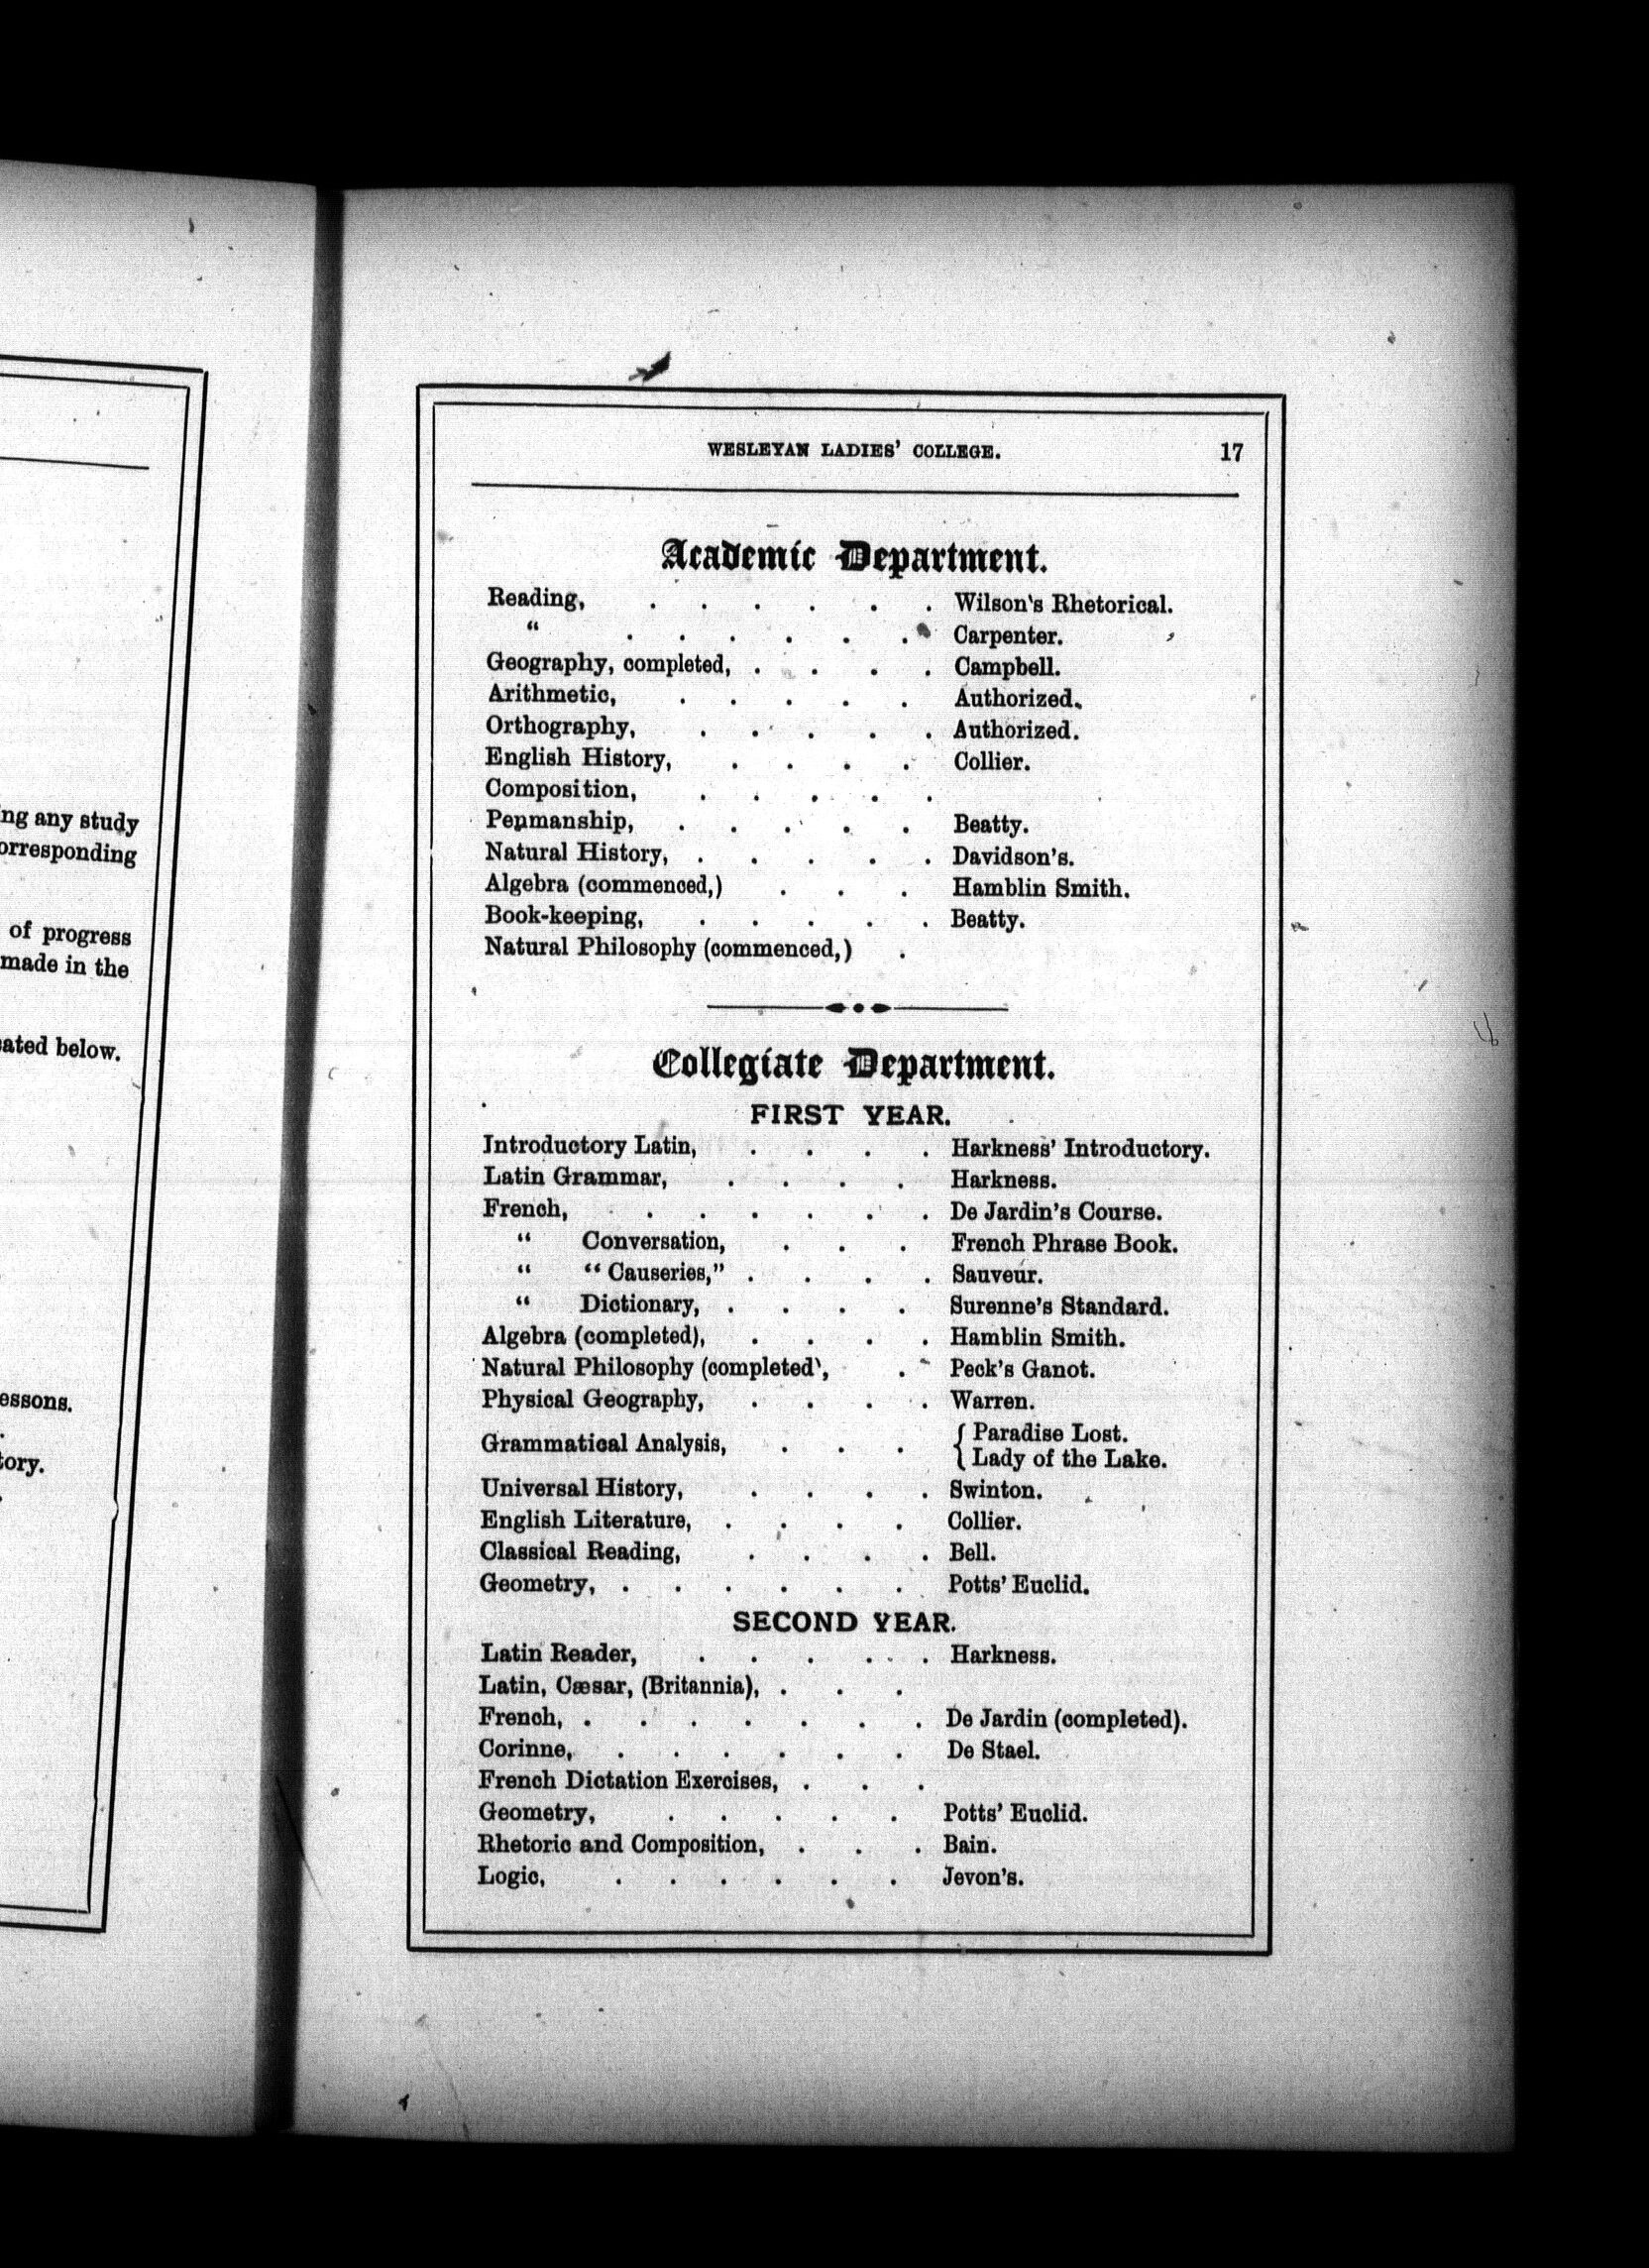 ng any study
orresponding
of progress
made in the
ated below.
essons.
tory.
WESLEYAN LADIES' COLLEGE. 17
Academic Department.
Reading, . . . . . . Wilson's Rhetorical.
“ . . . . . . Carpenter.
Geography, completed, . . . . Campbell.
Arithmetic, . . . . . Authorized.
Orthography, . . . . . Authorized.
English History, . . . . Collier.
Composition, . . . . .
Penmanship, . . . . . Beatty.
Natural History, . . . . . Davidson's.
Algebra (commenced,) . . . Hamblin Smith.
Book-keeping, . . . . . Beatty.
Natural Philosophy (commenced,) .
Collegiate Department.
FIRST YEAR.
Introductory Latin, . . . . Harkness' Introductory.
Latin Grammar, . . . . Harkness.
French, . . . . . . De Jardin's Course.
“ Conversation, . . . French Phrase Book.
“ “ Causeries,” . . . . Sauveur.
“ Dictionary, . . . . Surenne's Standard.
Algebra (completed), . . . . Hamblin Smith.
Natural Philosophy (completed), . Peck's Ganot.
Physical Geography, . . . . Warren.
Grammatical Analysis, . . . { Paradise Lost.
Lady of the Lake.
Universal History, . . . . Swinton.
English Literature, . . . . Collier.
Classical Reading, . . . . Bell.
Geometry, . . . . . . Potts' Euclid.
SECOND YEAR.
Latin Reader, . . . . . Harkness.
Latin, Cæsar, (Britannia), . . .
French, . . . . . . . De Jardin (completed).
Corinne, . . . . . . De Stael.
French Dictation Exercises, . . .
Geometry, . . . . . Potts' Euclid.
Rhetoric and Composition, . . . Bain.
Logic, . . . . . . Jevon's.